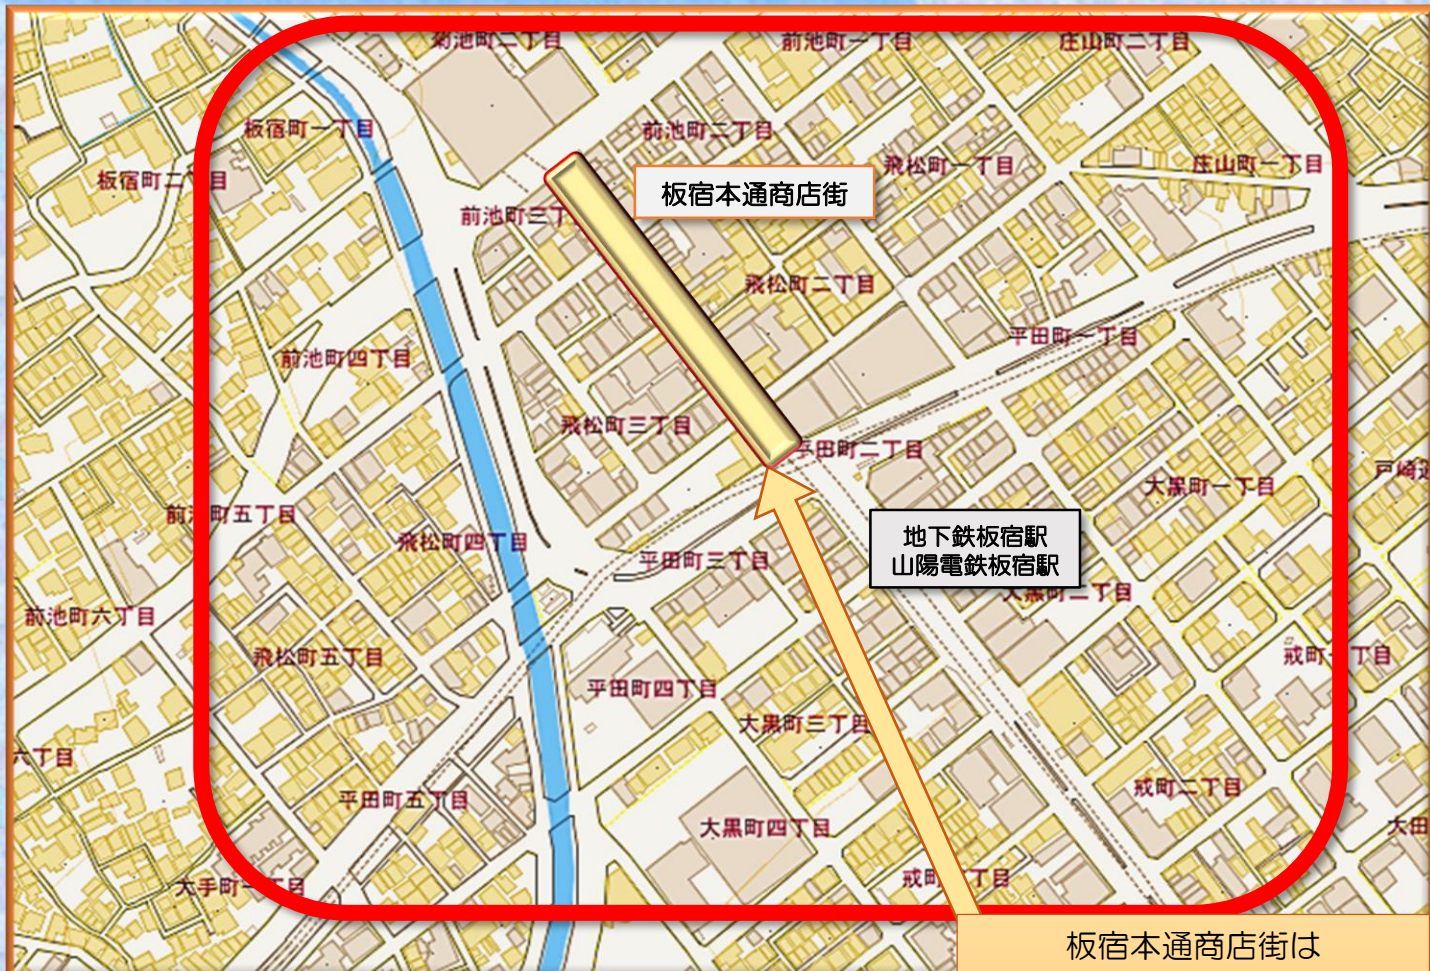 菊池町二丁目
前池町一丁目
庄山町二丁目
板宿町一丁目
前池町二丁目
飛松町一丁目
庄山町一丁目
板宿町二丁目
板宿本通商店街
前池町三丁
飛松町二丁目
平田町一丁目
前池町四丁目
飛松町三丁目
平田町二丁目
戸崎通
大黒町一丁目
前池町五丁目
地下鉄板宿駅
山陽電鉄板宿駅
飛松町四丁目
平田町三丁目
大黒町二丁目
前池町六丁目
飛松町五丁目
戎町一丁目
平田町四丁目
大黒町三丁目
六丁目
戎町二丁目
平田町五丁目
大黒町四丁目
大田
大手町一丁目
戎町 丁目
板宿本通商店街は